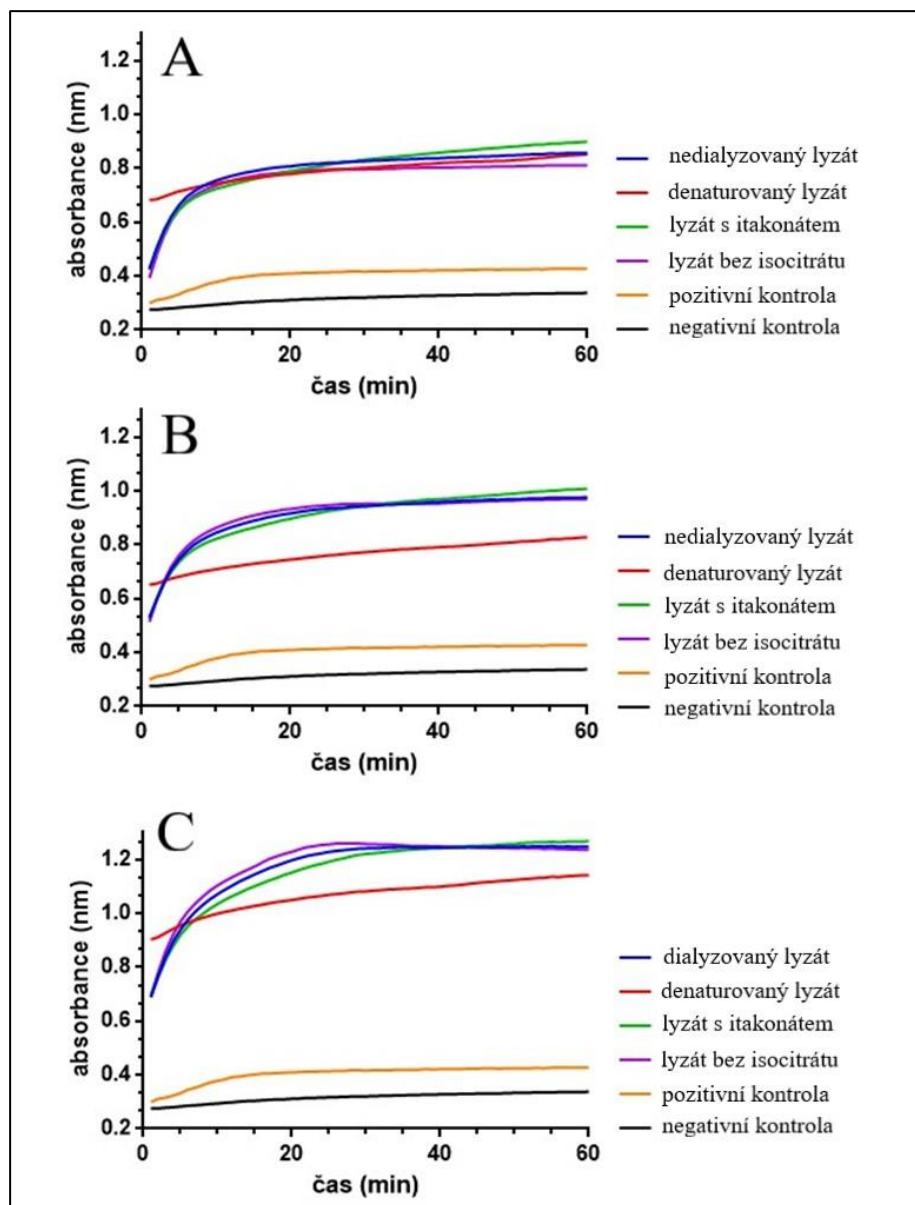 A
absorbance (nm)
1.2
1.0
0.8
0.6
0.4
0.2
0
20
40
60
čas (min)
nedialyzovaný lyzát
denaturovaný lyzát
lyzát s itakonátem
lyzát bez isocitrátu
pozitivní kontrola
negativní kontrola
B
absorbance (nm)
1.2
1.0
0.8
0.6
0.4
0.2
0
20
40
60
čas (min)
nedialyzovaný lyzát
denaturovaný lyzát
lyzát s itakonátem
lyzát bez isocitrátu
pozitivní kontrola
negativní kontrola
C
absorbance (nm)
1.2
1.0
0.8
0.6
0.4
0.2
0
20
40
60
čas (min)
dialyzovaný lyzát
denaturovaný lyzát
lyzát s itakonátem
lyzát bez isocitrátu
pozitivní kontrola
negativní kontrola